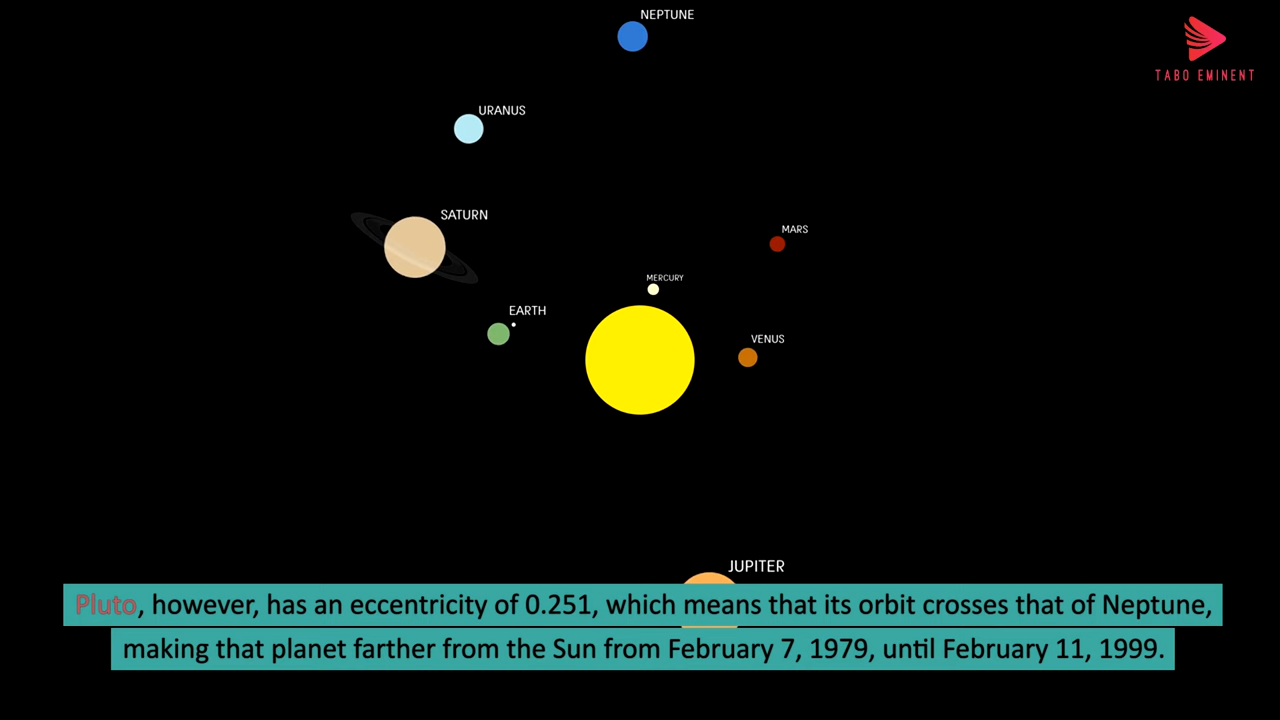 NEPTUNE
TABO EMINENT
URANUS
SATURN
MARS
MERCURY
EARTH
VENUS
JUPITER
Pluto, however, has an eccentricity of 0.251, which means that its orbit crosses that of Neptune,
making that planet farther from the Sun from February 7, 1979, until February 11, 1999.